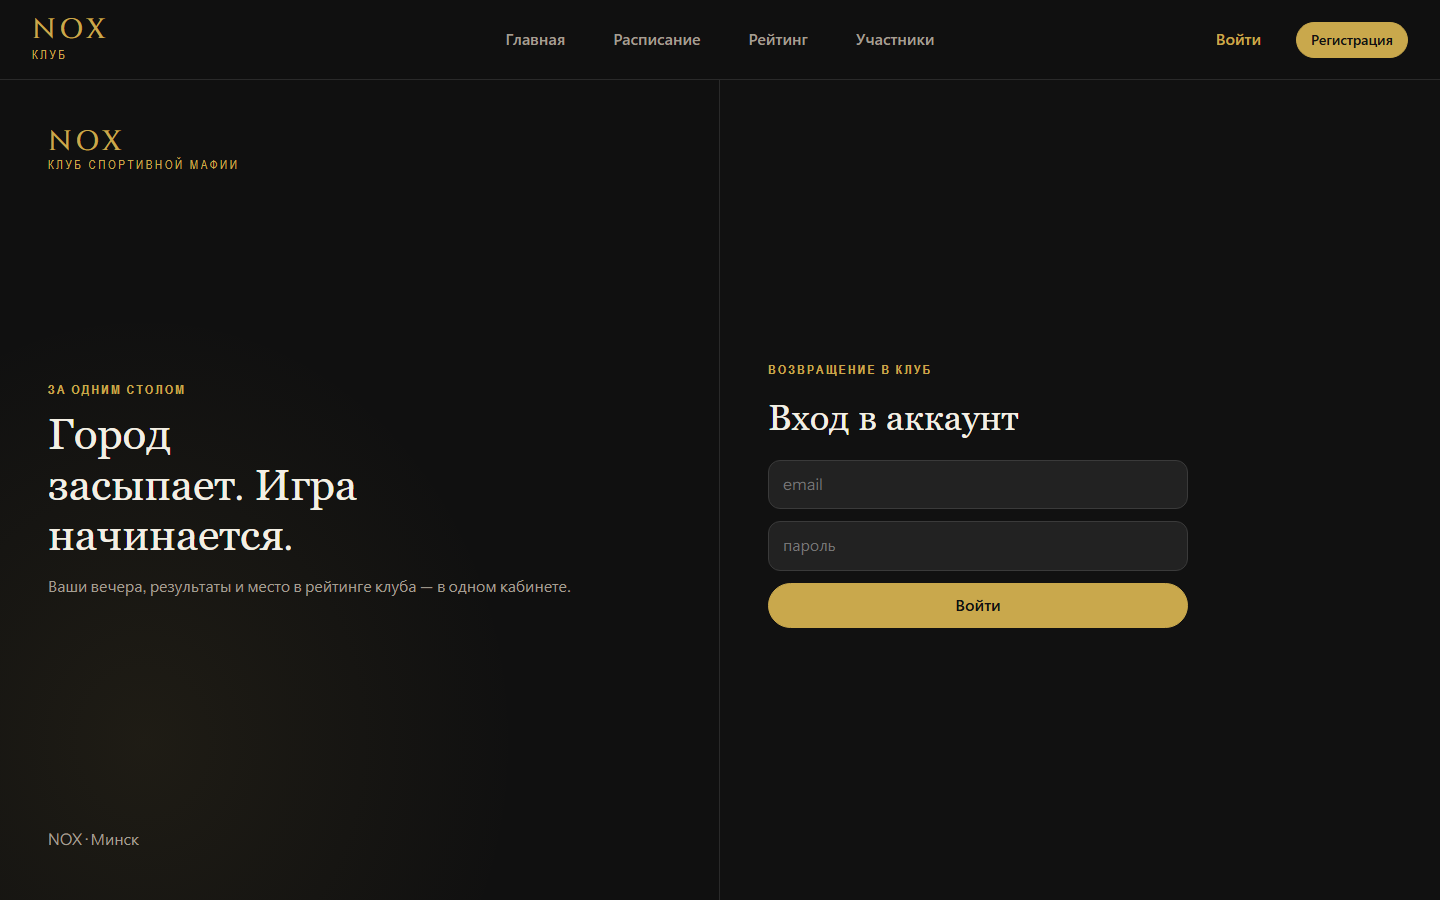 NOX
КЛУБ
Главная
Расписание
Рейтинг
Участники
Войти
Регистрация
NOX
КЛУБ СПОРТИВНОЙ МАФИИ
ЗА ОДНИМ СТОЛОМ
Город
засыпает. Игра
начинается.
Ваши вечера, результаты и место в рейтинге клуба — в одном кабинете.
NOX · Минск
ВОЗВРАЩЕНИЕ В КЛУБ
Вход в аккаунт
email
пароль
Войти